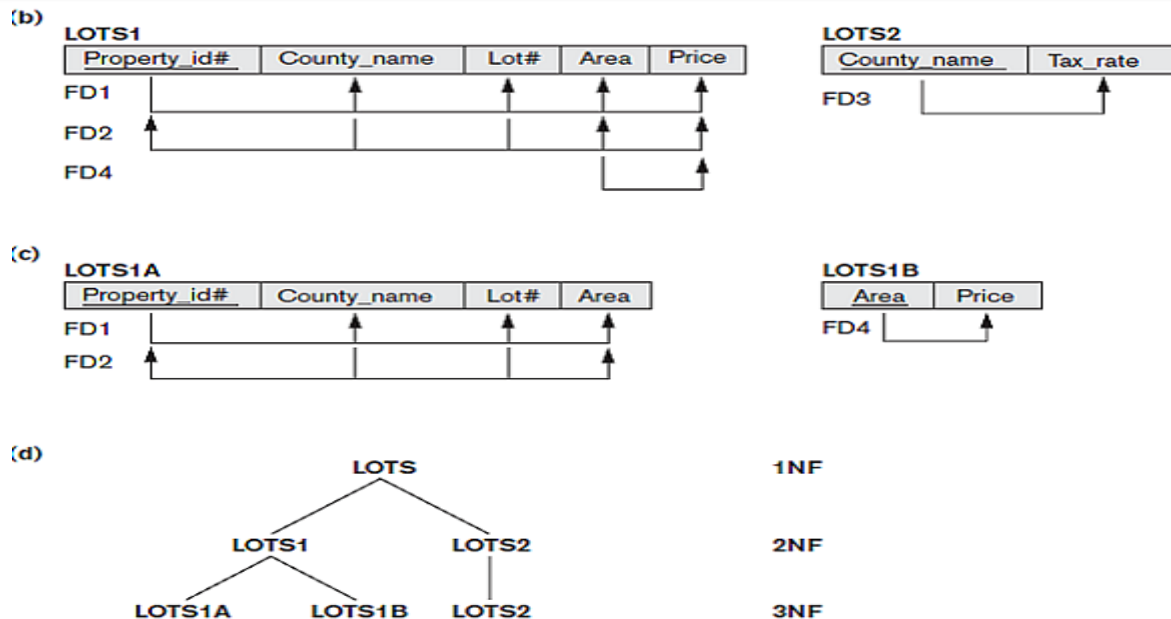 (b)
LOTS1
Property_id# County_name Lot# Area Price
FD1
FD2
FD4
LOTS2
County_name Tax_rate
FD3
(c)
LOTS1A
Property_id# County_name Lot# Area
FD1
FD2
LOTS1B
Area Price
FD4
(d)
LOTS 1NF
LOTS1 LOTS2 2NF
LOTS1A LOTS1B LOTS2 3NF